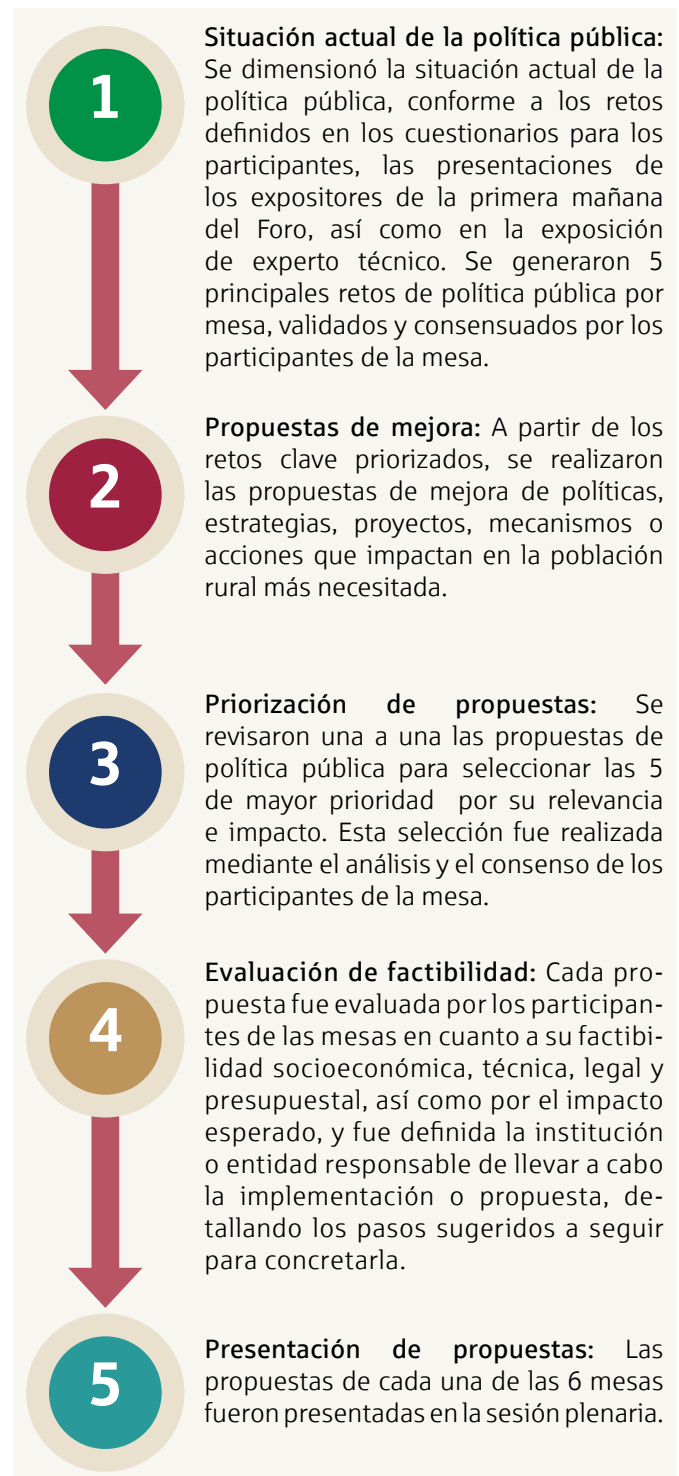 1
Situación actual de la política pública:
Se dimensionó la situación actual de la
política pública, conforme a los retos
definidos en los cuestionarios para los
participantes, las presentaciones de
los expositores de la primera mañana
del Foro, así como en la exposición
de experto técnico. Se generaron 5
principales retos de política pública por
mesa, validados y consensuados por los
participantes de la mesa.
2
Propuestas de mejora: A partir de los
retos clave priorizados, se realizaron
las propuestas de mejora de políticas,
estrategias, proyectos, mecanismos o
acciones que impactan en la población
rural más necesitada.
3
Priorización de propuestas: Se
revisaron una a una las propuestas de
política pública para seleccionar las 5
de mayor prioridad por su relevancia
e impacto. Esta selección fue realizada
mediante el análisis y el consenso de los
participantes de la mesa.
4
Evaluación de factibilidad: Cada pro-
puesta fue evaluada por los participan-
tes de las mesas en cuanto a su factibi-
lidad socioeconómica, técnica, legal y
presupuestal, así como por el impacto
esperado, y fue definida la institución
o entidad responsable de llevar a cabo
la implementación o propuesta, de-
tallando los pasos sugeridos a seguir
para concretarla.
5
Presentación de propuestas: Las
propuestas de cada una de las 6 mesas
fueron presentadas en la sesión plenaria.